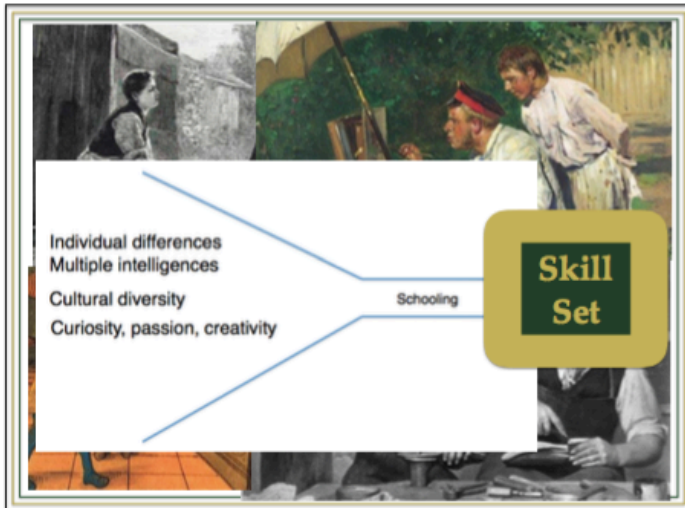 Individual differences
Multiple intelligences
Cultural diversity
Curiosity, passion, creativity
Schooling
Skill
Set